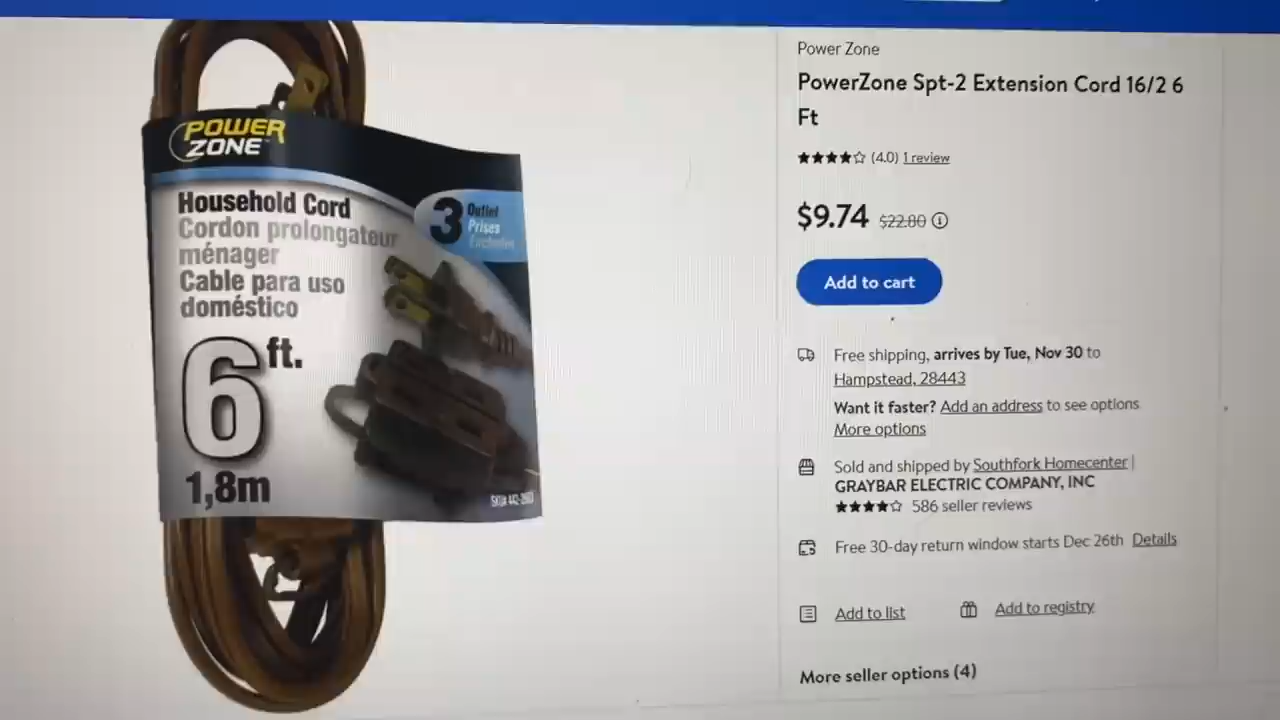 POWER
ZONE
Household Cord
Cordon prolongateur
ménager
Cable para uso
doméstico
3 Outlet
Prises
6 ft.
1,8m
SKU#
Power Zone
PowerZone Spt-2 Extension Cord 16/2 6
Ft
(4.0) 1 review
$9.74 $22.80
Add to cart
Free shipping, arrives by Tue, Nov 30 to
Hampstead, 28443
Want it faster? Add an address to see options
More options
Sold and shipped by Southfork Homecenter |
GRAYBAR ELECTRIC COMPANY, INC
586 seller reviews
Free 30-day return window starts Dec 26th Details
Add to list
Add to registry
More seller options (4)